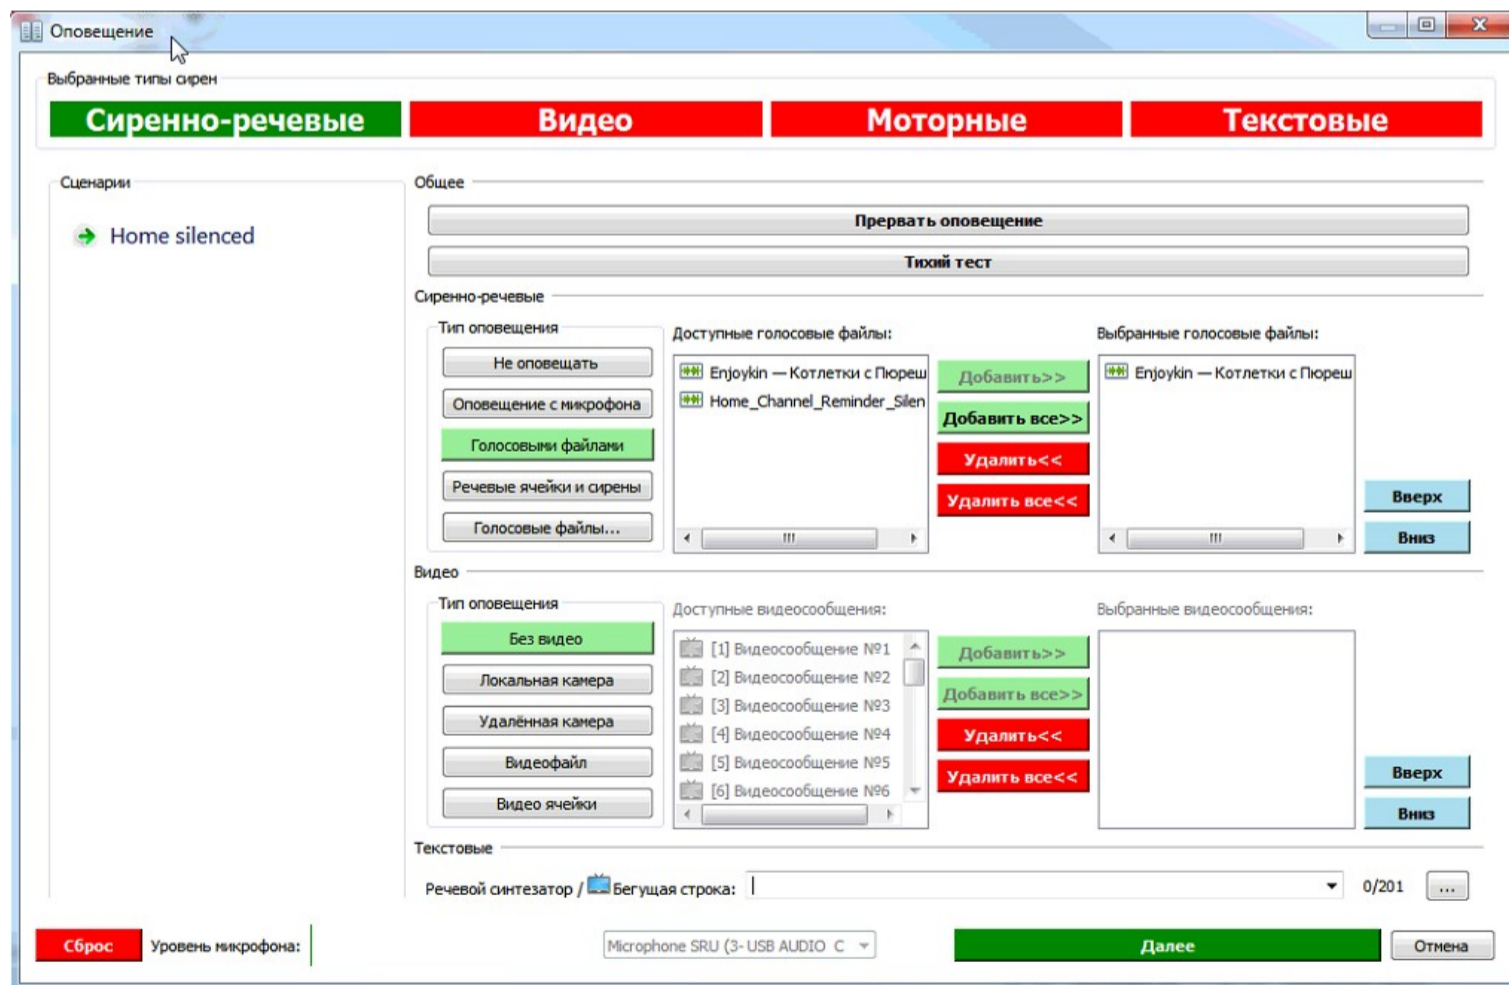 Оповещение
Выбранные типы сирен
Сиренно-речевые Видео Моторные Текстовые
Сценарии
Home silenced
Общее
Прервать оповещение
Тихий тест
Сиренно-речевые
Тип оповещения
Не оповещать
Оповещение с микрофона
Голосовыми файлами
Речевые ячейки и сирены
Голосовые файлы...
Доступные голосовые файлы:
Enjoykin — Котлетки с Пюреш
Home_Channel_Reminder_Silen
Добавить>>
Добавить все>>
Удалить<<
Удалить все<<
Выбранные голосовые файлы:
Enjoykin — Котлетки с Пюреш
Вверх
Вниз
Видео
Тип оповещения
Без видео
Локальная камера
Удалённая камера
Видеофайл
Видео ячейки
Доступные видеосообщения:
[1] Видеосообщение №1
[2] Видеосообщение №2
[3] Видеосообщение №3
[4] Видеосообщение №4
[5] Видеосообщение №5
[6] Видеосообщение №6
Добавить>>
Добавить все>>
Удалить<<
Удалить все<<
Выбранные видеосообщения:
Вверх
Вниз
Текстовые
Речевой синтезатор / Бегущая строка: 0/201 ...
Сброс Уровень микрофона: Microphone SRU (3- USB AUDIO C Далее Отмена